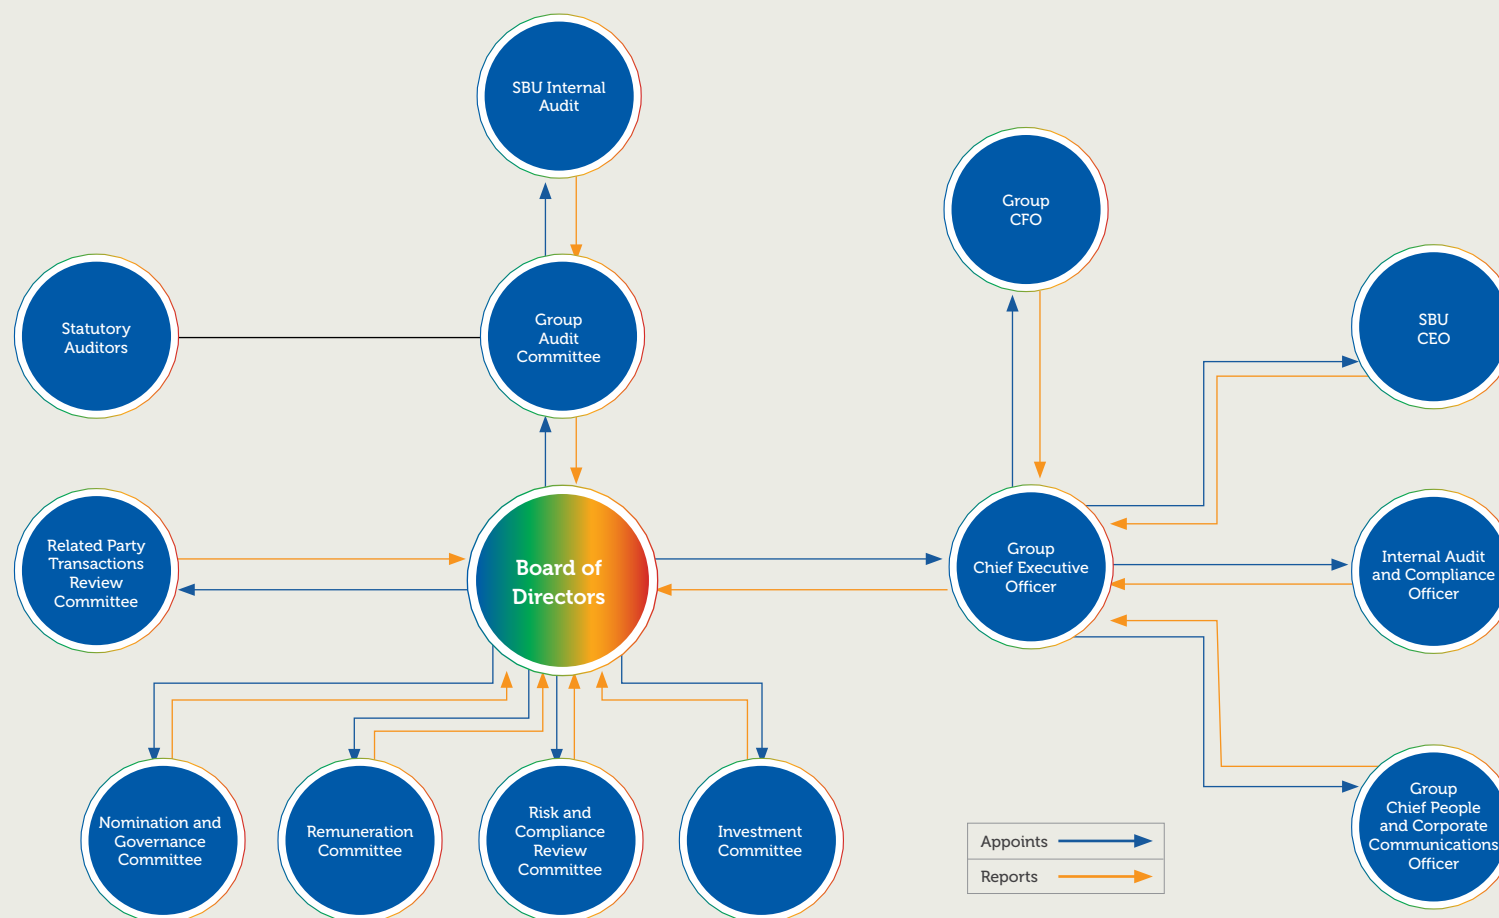 SBU Internal
Audit
Group
CFO
Statutory
Auditors
Group
Audit
Committee
SBU
CEO
Related Party
Transactions
Review
Committee
Board of
Directors
Group
Chief Executive
Officer
Internal Audit
and Compliance
Officer
Nomination and
Governance
Committee
Remuneration
Committee
Risk and
Compliance
Review
Committee
Investment
Committee
Appoints
Reports
Group
Chief People
and Corporate
Communications
Officer